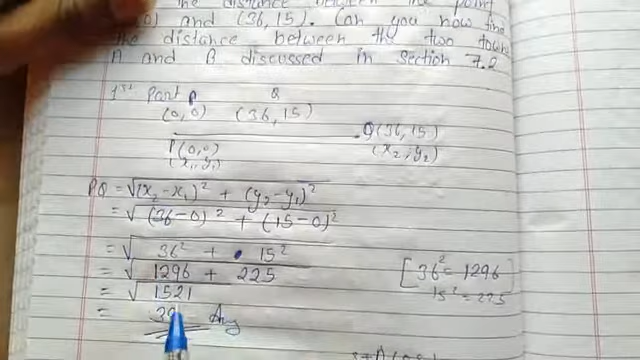 the distance between the point
and (36, 15). Can you now find
the distance between the two towns
A and B discussed in Section 7.2
1st Part P Q
(0,0) (36, 15)
P(0,0) Q(36,15)
(x₁, y₁) (x₂, y₂)
PQ = √(x₂-x₁)² + (y₂-y₁)²
= √(36-0)² + (15-0)²
= √36² + 15²
= √1296 + 225 [36² = 1296
= √1521 15² = 225
= 39 Ans